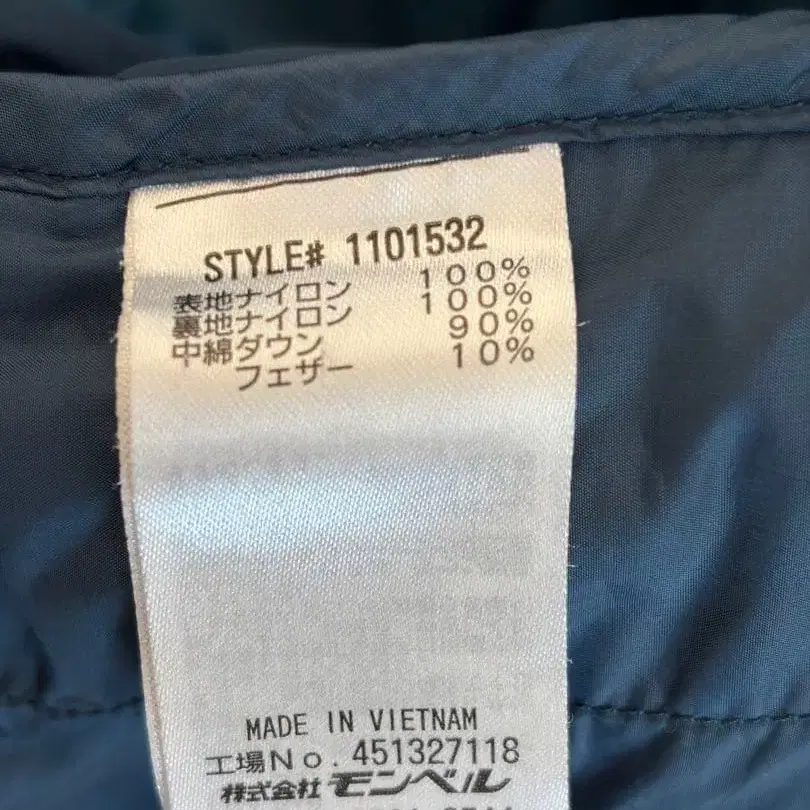 STYLE# 1101532
表地ナイロン 100%
裏地ナイロン 100%
中綿ダウン 90%
フェザー 10%
MADE IN VIETNAM
工場No. 451327118
株式会社 モンベル